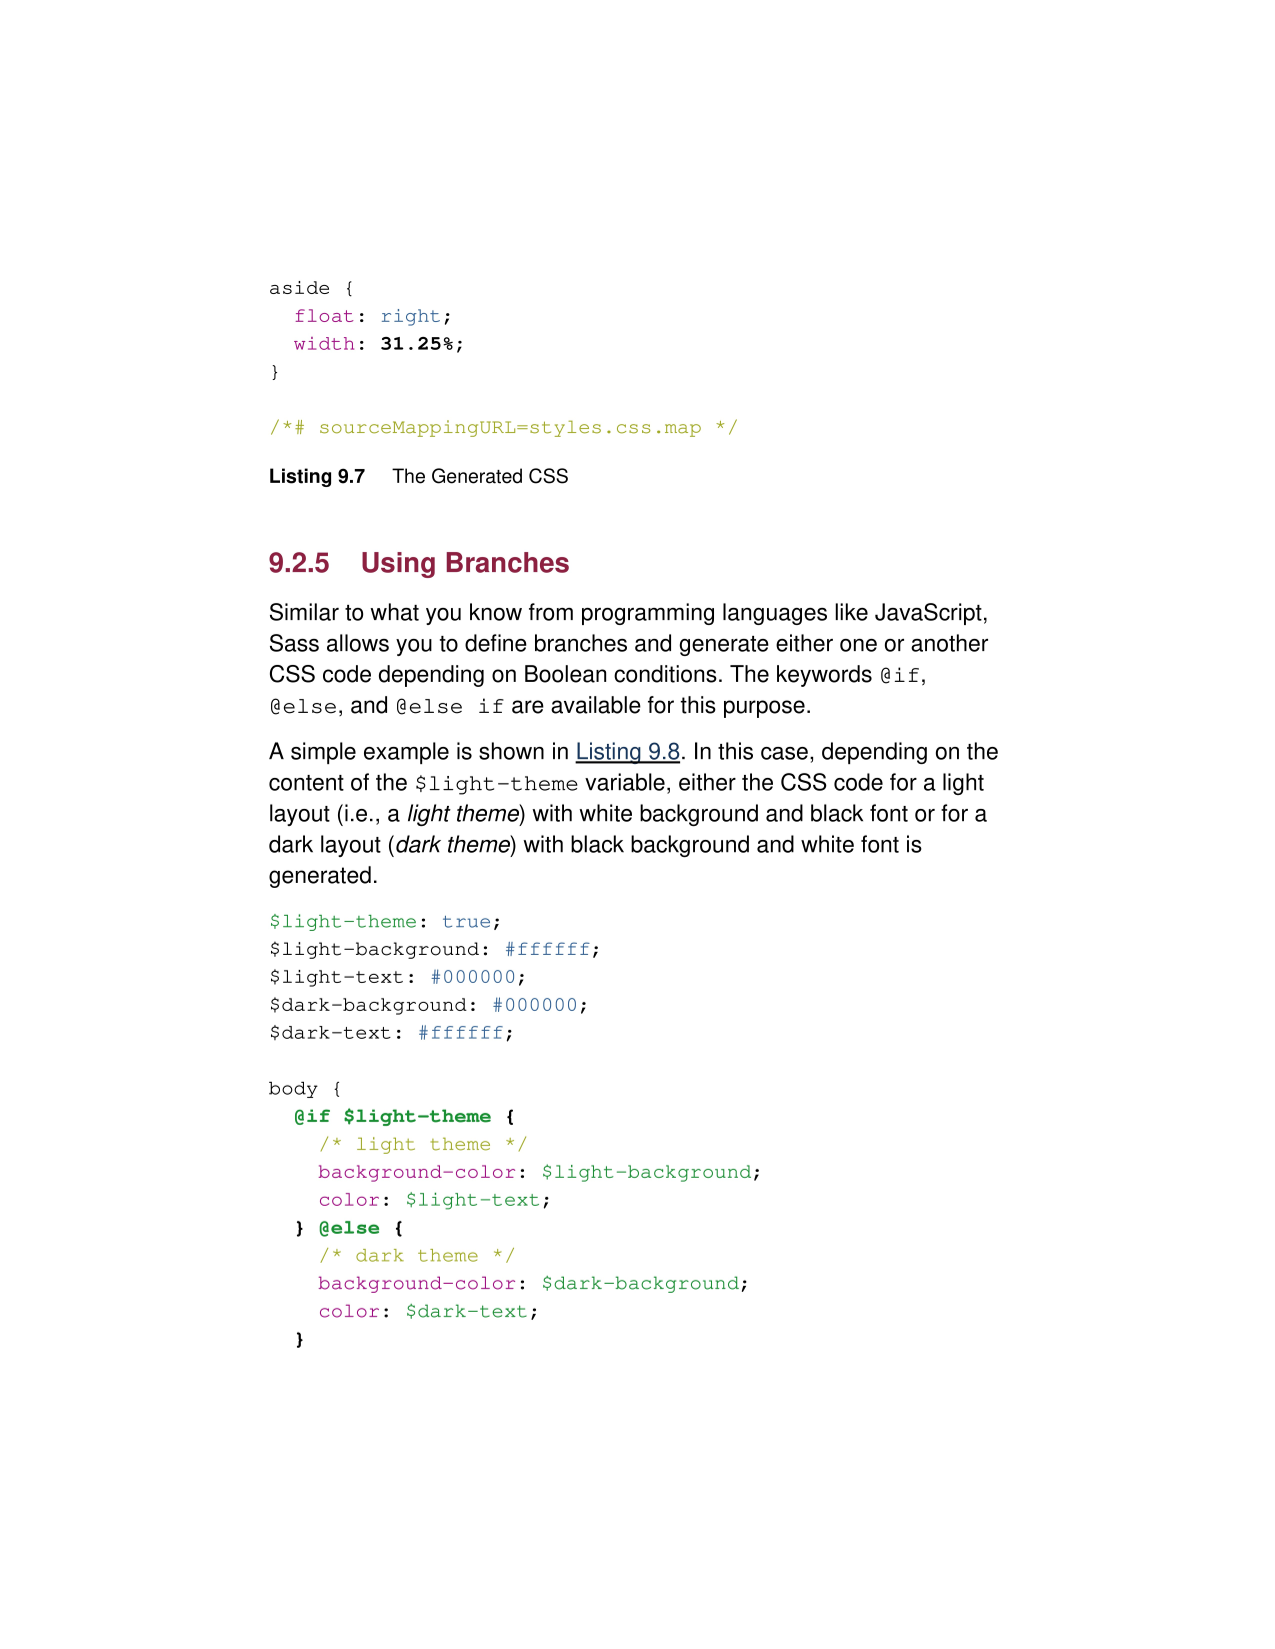 aside {
  float: right;
  width: 31.25%;
}
/*# sourceMappingURL=styles.css.map */
Listing 9.7 The Generated CSS
9.2.5 Using Branches
Similar to what you know from programming languages like JavaScript,
Sass allows you to define branches and generate either one or another
CSS code depending on Boolean conditions. The keywords @if,
@else, and @else if are available for this purpose.
A simple example is shown in Listing 9.8. In this case, depending on the
content of the $light-theme variable, either the CSS code for a light
layout (i.e., a light theme) with white background and black font or for a
dark layout (dark theme) with black background and white font is
generated.
$light-theme: true;
$light-background: #ffffff;
$light-text: #000000;
$dark-background: #000000;
$dark-text: #ffffff;
body {
  @if $light-theme {
    /* light theme */
    background-color: $light-background;
    color: $light-text;
  } @else {
    /* dark theme */
    background-color: $dark-background;
    color: $dark-text;
  }